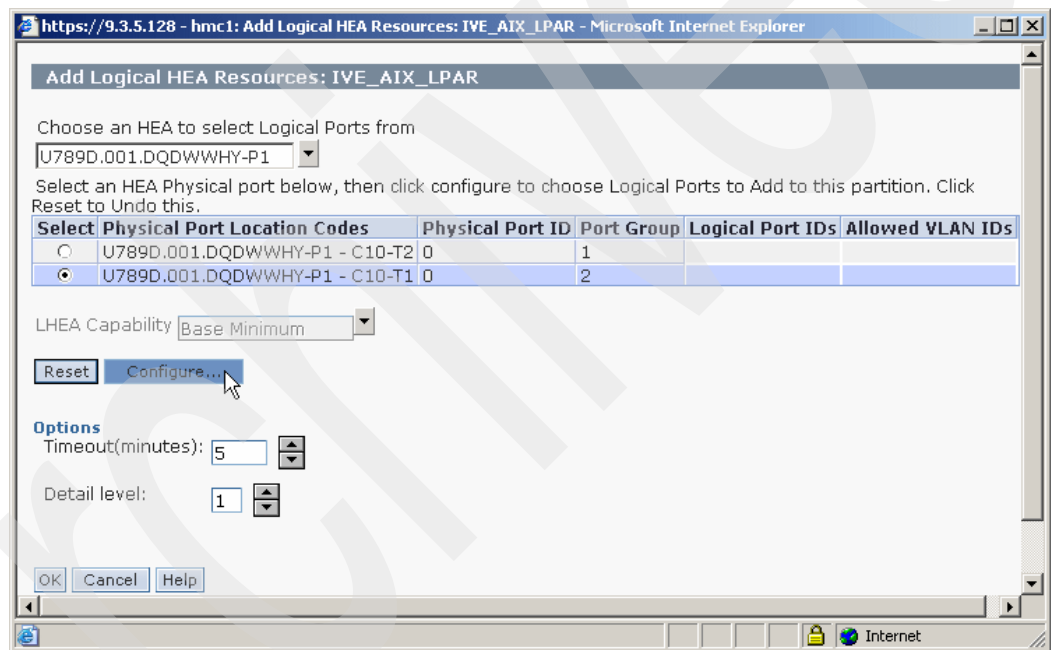 https://9.3.5.128 - hmc1: Add Logical HEA Resources: IVE_AIX_LPAR - Microsoft Internet Explorer
Add Logical HEA Resources: IVE_AIX_LPAR
Choose an HEA to select Logical Ports from
U789D.001.DQDWWHY-P1
Select an HEA Physical port below, then click configure to choose Logical Ports to Add to this partition. Click
Reset to Undo this.
Select Physical Port Location Codes Physical Port ID Port Group Logical Port IDs Allowed VLAN IDs
U789D.001.DQDWWHY-P1 - C10-T2 0 1
U789D.001.DQDWWHY-P1 - C10-T1 0 2
LHEA Capability Base Minimum
Reset Configure...
Options
Timeout(minutes): 5
Detail level: 1
OK Cancel Help
Internet